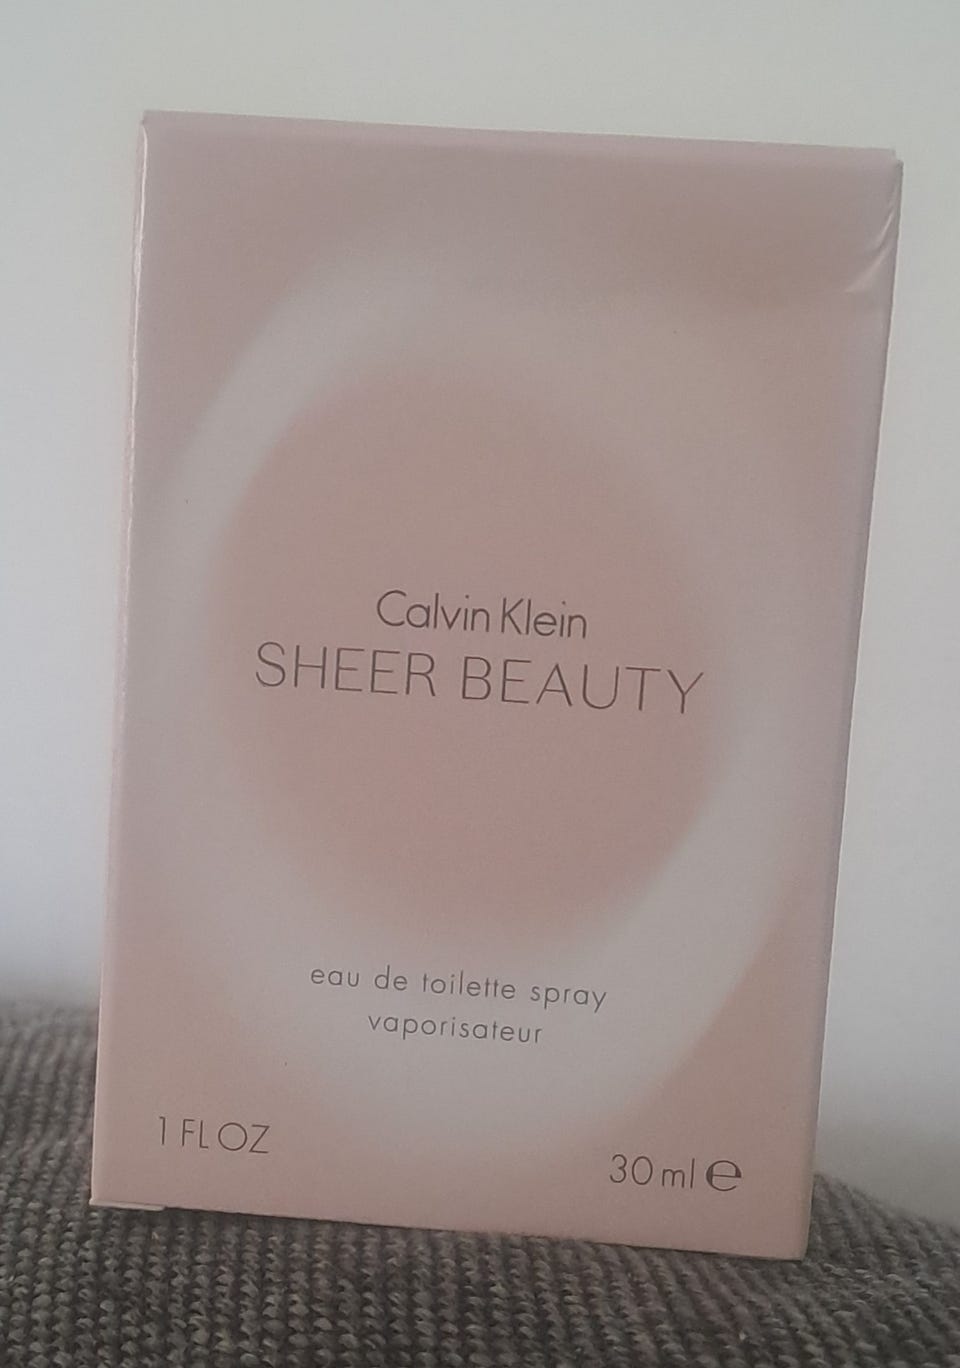 Calvin Klein
SHEER BEAUTY
eau de toilette spray
vaporisateur
1 FL OZ
30 ml ℮